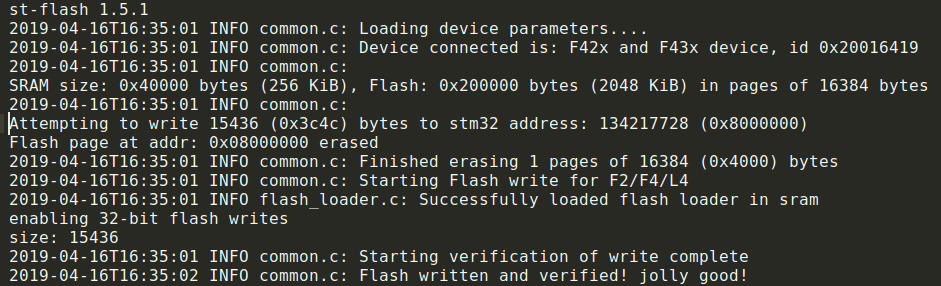 st-flash 1.5.1
2019-04-16T16:35:01 INFO common.c: Loading device parameters....
2019-04-16T16:35:01 INFO common.c: Device connected is: F42x and F43x device, id 0x20016419
2019-04-16T16:35:01 INFO common.c:
SRAM size: 0x40000 bytes (256 KiB), Flash: 0x200000 bytes (2048 KiB) in pages of 16384 bytes
2019-04-16T16:35:01 INFO common.c:
Attempting to write 15436 (0x3c4c) bytes to stm32 address: 134217728 (0x8000000)
Flash page at addr: 0x08000000 erased
2019-04-16T16:35:01 INFO common.c: Finished erasing 1 pages of 16384 (0x4000) bytes
2019-04-16T16:35:01 INFO common.c: Starting Flash write for F2/F4/L4
2019-04-16T16:35:01 INFO flash_loader.c: Successfully loaded flash loader in sram
enabling 32-bit flash writes
size: 15436
2019-04-16T16:35:01 INFO common.c: Starting verification of write complete
2019-04-16T16:35:02 INFO common.c: Flash written and verified! jolly good!